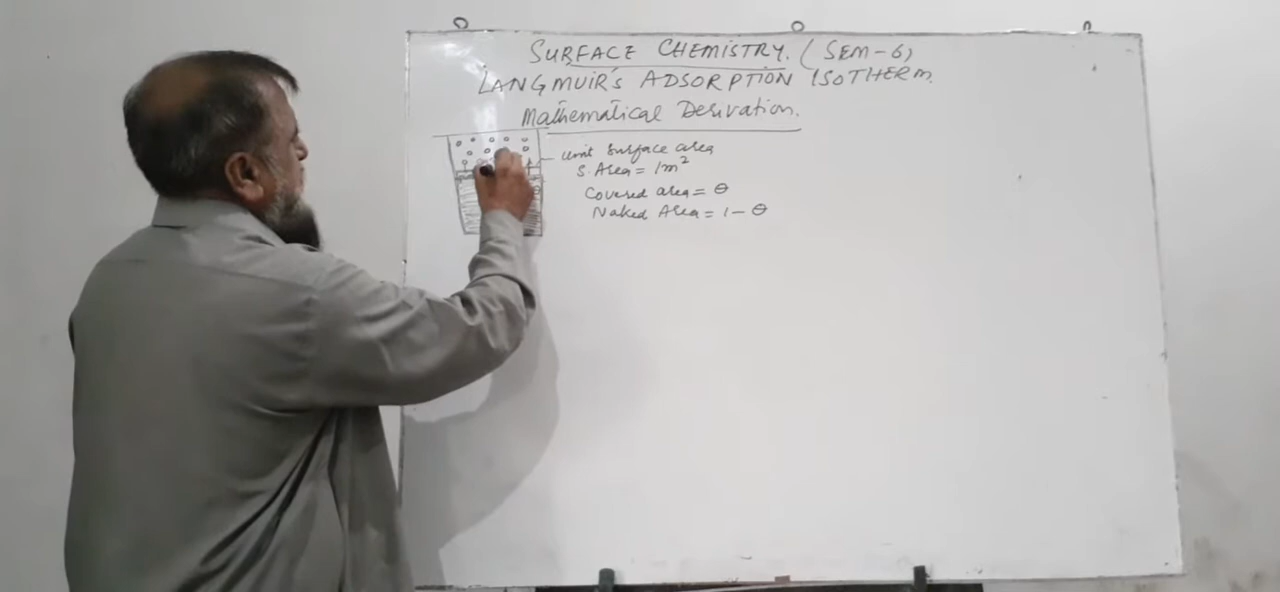 SURFACE CHEMISTRY. (SEM-6)
LANGMUIR'S ADSORPTION ISOTHERM.
Mathematical Derivation.
unit surface area
S. Area = 1m²
Covered area = θ
Naked Area = 1 - θ